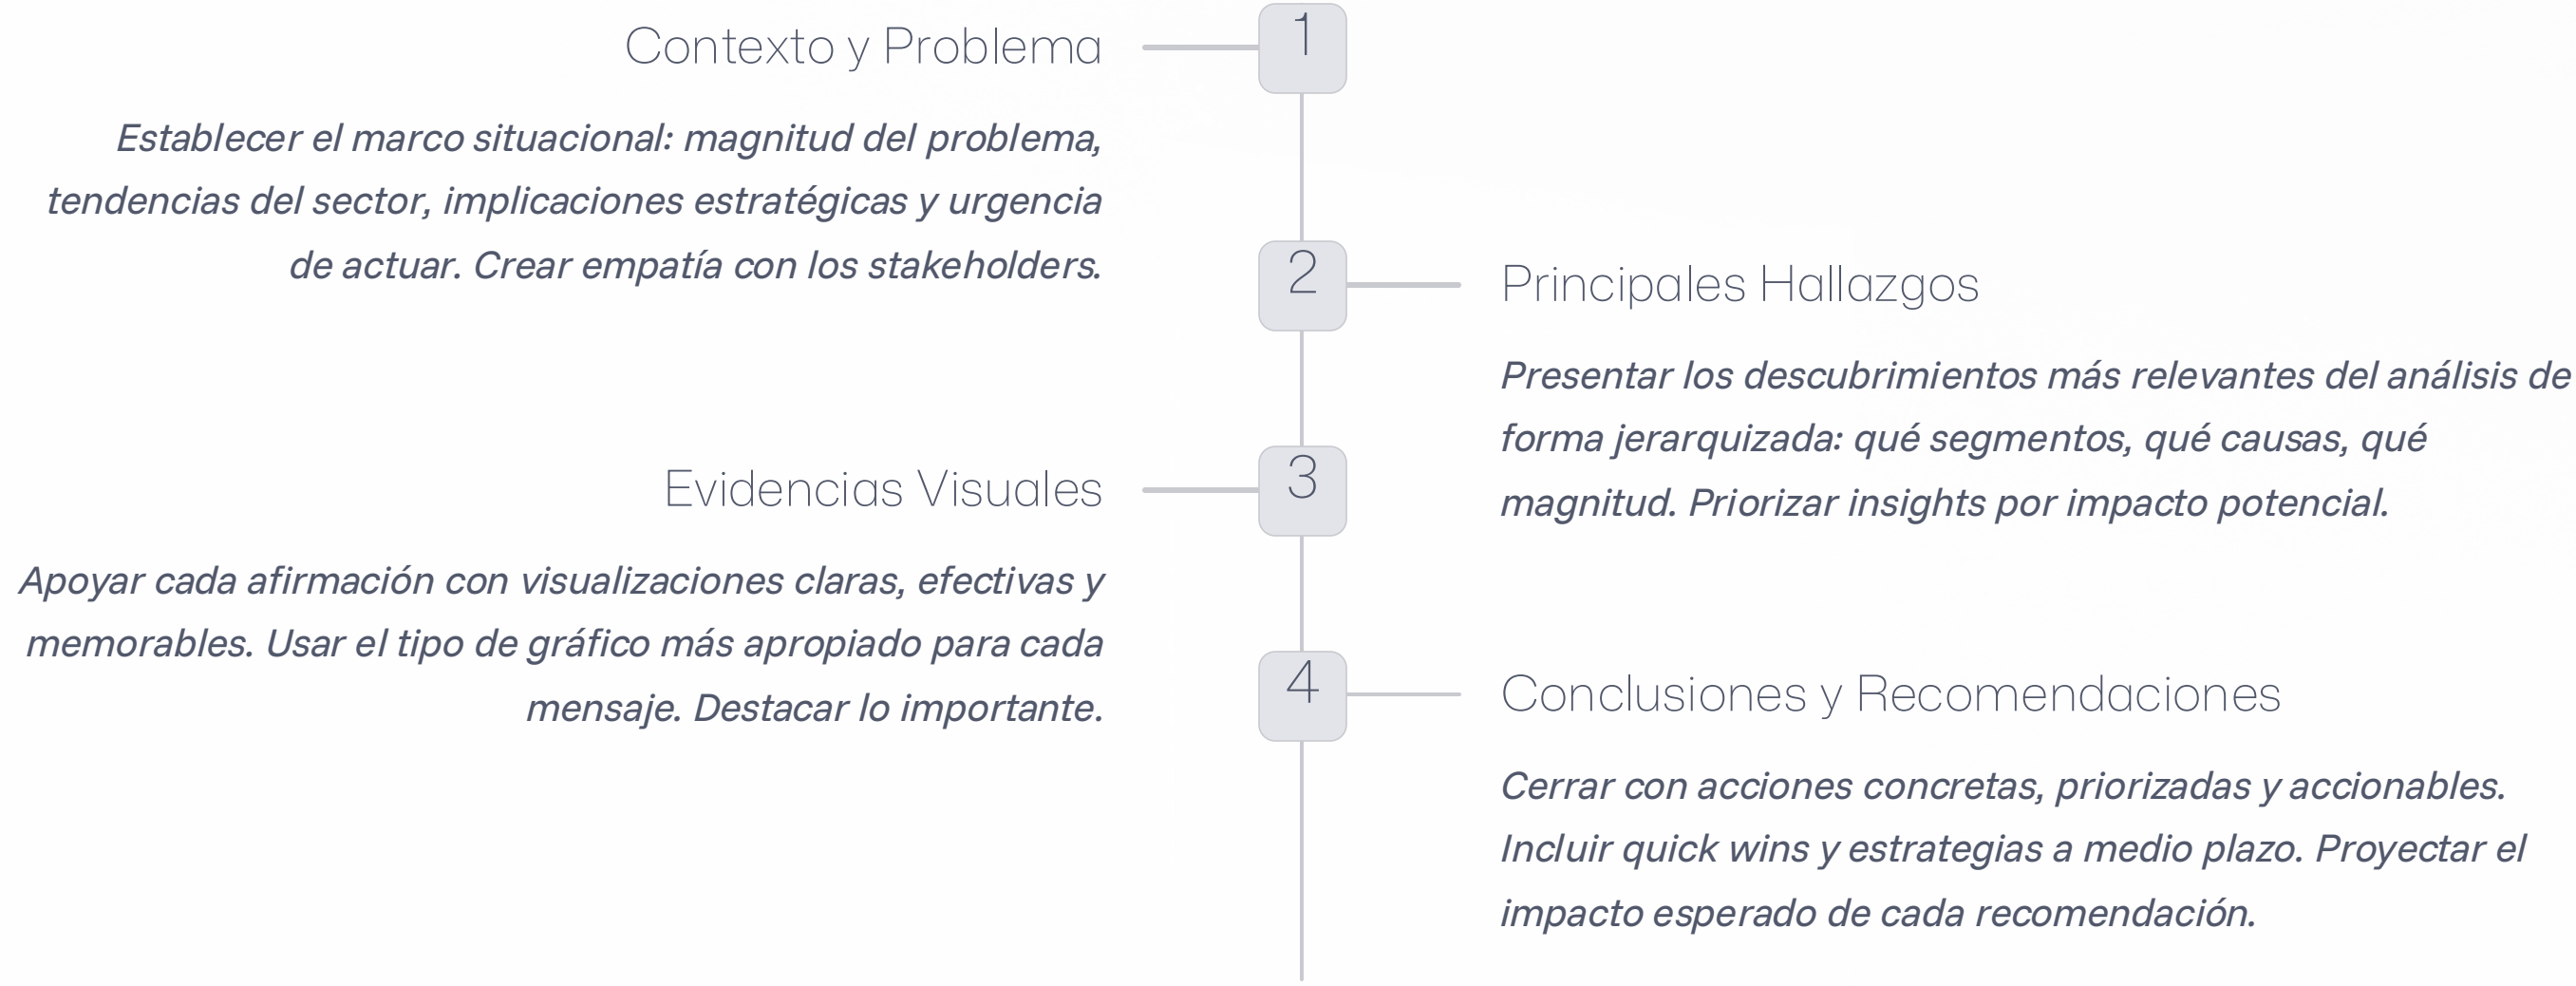 1
Contexto y Problema
Establecer el marco situacional: magnitud del problema,
tendencias del sector, implicaciones estratégicas y urgencia
de actuar. Crear empatía con los stakeholders.
2
Principales Hallazgos
Presentar los descubrimientos más relevantes del análisis de
forma jerarquizada: qué segmentos, qué causas, qué
magnitud. Priorizar insights por impacto potencial.
3
Evidencias Visuales
Apoyar cada afirmación con visualizaciones claras, efectivas y
memorables. Usar el tipo de gráfico más apropiado para cada
mensaje. Destacar lo importante.
4
Conclusiones y Recomendaciones
Cerrar con acciones concretas, priorizadas y accionables.
Incluir quick wins y estrategias a medio plazo. Proyectar el
impacto esperado de cada recomendación.